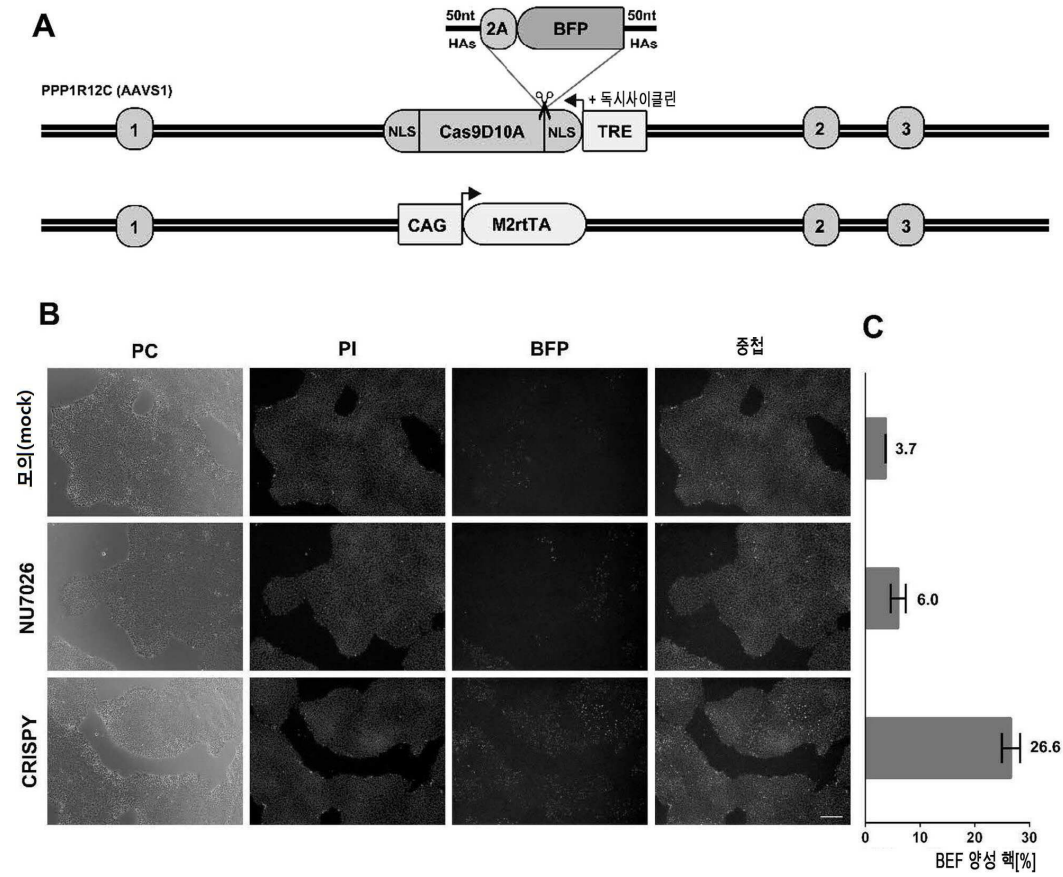 A
50nt
HAs
2A
BFP
50nt
HAs
PPP1R12C (AAVS1)
+ 독시사이클린
1
NLS
Cas9D10A
NLS
TRE
2
3
1
CAG
M2rtTA
2
3
B
PC
PI
BFP
중첩
모의(mock)
NU7026
CRISPY
C
3.7
6.0
26.6
0
10
20
30
BEF 양성 핵[%]